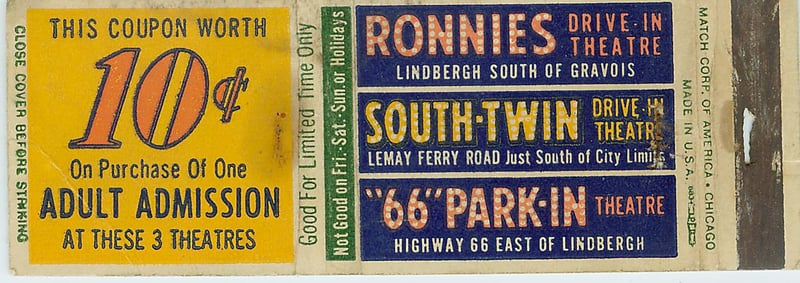 CLOSE COVER BEFORE STRIKING
THIS COUPON WORTH
10¢
On Purchase Of One
ADULT ADMISSION
AT THESE 3 THEATRES
Good For Limited Time Only
Not Good on Fri.-Sat.-Sun. or Holidays
RONNIES DRIVE-IN THEATRE
LINDBERGH SOUTH OF GRAVOIS
SOUTH-TWIN DRIVE-IN THEATRE
LEMAY FERRY ROAD Just South of City Limits
"66" PARK-IN THEATRE
HIGHWAY 66 EAST OF LINDBERGH
MADE IN U.S.A.
MATCH CORP. OF AMERICA • CHICAGO